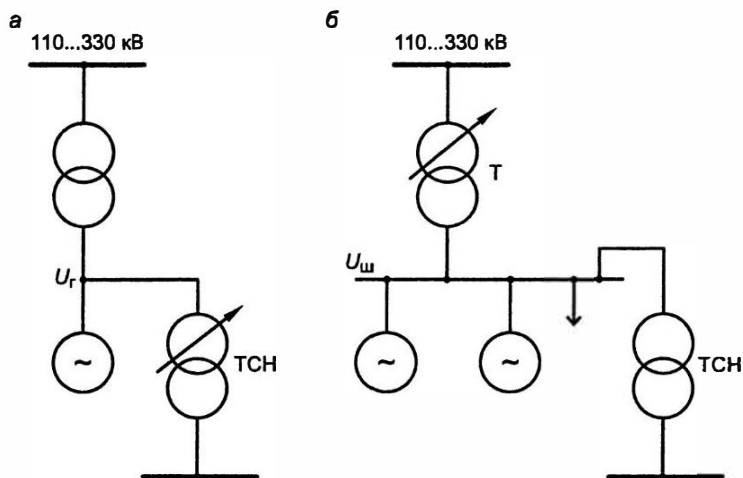 а
110...330 кВ
Uг
~
ТСН
б
110...330 кВ
Т
Uш
~
~
ТСН